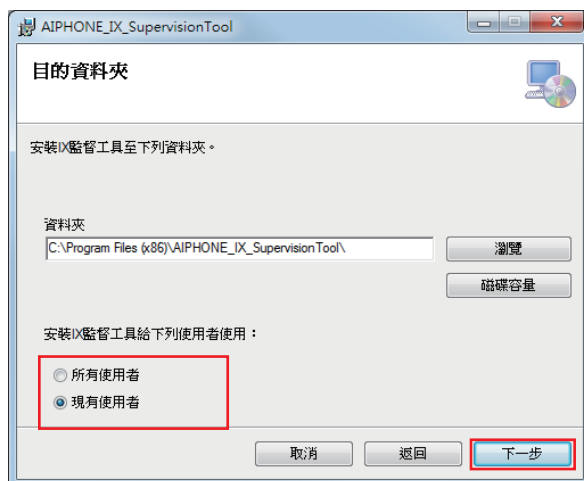 AIPHONE_IX_SupervisionTool
目的資料夾
安裝IX監督工具至下列資料夾。
資料夾
C:\Program Files (x86)\AIPHONE_IX_SupervisionTool\
瀏覽
磁碟容量
安裝IX監督工具給下列使用者使用：
所有使用者
現有使用者
取消 返回 下一步